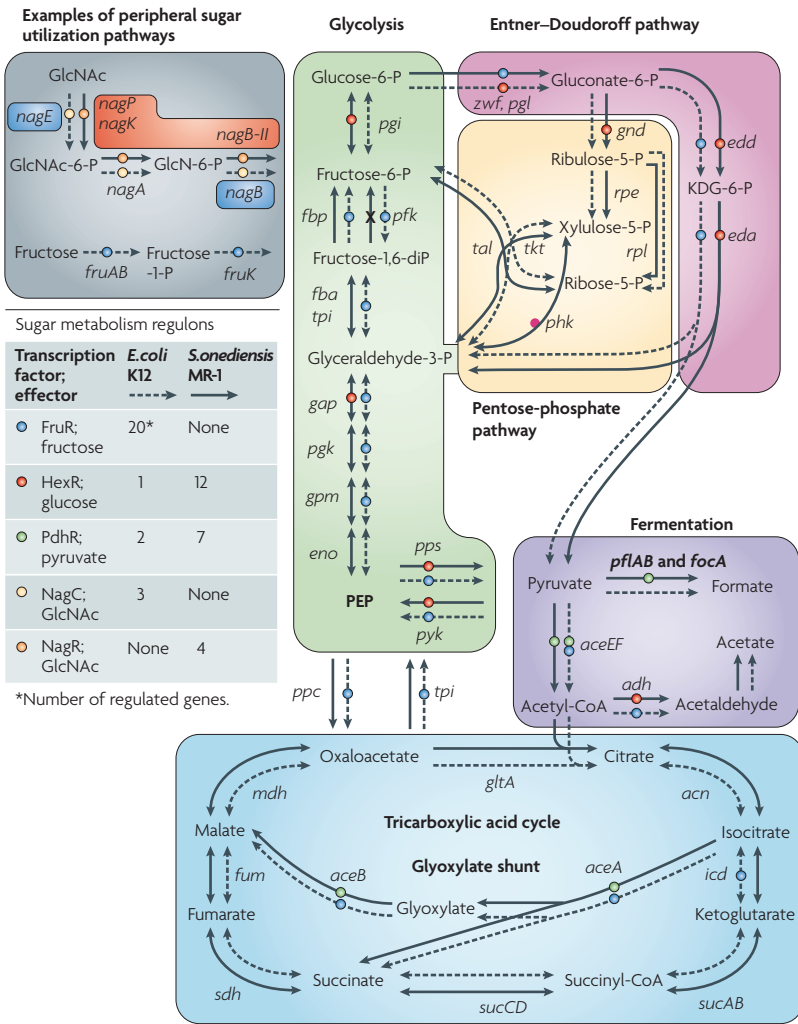 Examples of peripheral sugar
utilization pathways
GlcNAc
nagE
nagP
nagK
nagB-II
GlcNAc-6-P
GlcN-6-P
nagA
nagB
Fructose
Fructose
-1-P
fruAB
fruK
Sugar metabolism regulons
Transcription
factor;
effector
E.coli
K12
S.onediensis
MR-1
FruR;
fructose
20*
None
HexR;
glucose
1
12
PdhR;
pyruvate
2
7
NagC;
GlcNAc
3
None
NagR;
GlcNAc
None
4
*Number of regulated genes.
Glycolysis
Glucose-6-P
pgi
Fructose-6-P
fbp
X
pfk
Fructose-1,6-diP
fba
tpi
Glyceraldehyde-3-P
gap
pgk
gpm
eno
PEP
pps
pyk
ppc
tpi
Entner–Doudoroff pathway
zwf, pgl
Gluconate-6-P
gnd
edd
Ribulose-5-P
KDG-6-P
rpe
eda
Xylulose-5-P
tal
tkt
rpl
Ribose-5-P
phk
Pentose-phosphate
pathway
Fermentation
pflAB and focA
Pyruvate
Formate
aceEF
Acetate
adh
Acetyl-CoA
Acetaldehyde
Oxaloacetate
Citrate
gltA
mdh
acn
Tricarboxylic acid cycle
Malate
Isocitrate
Glyoxylate shunt
aceB
aceA
fum
icd
Fumarate
Glyoxylate
Ketoglutarate
Succinate
Succinyl-CoA
sdh
sucCD
sucAB